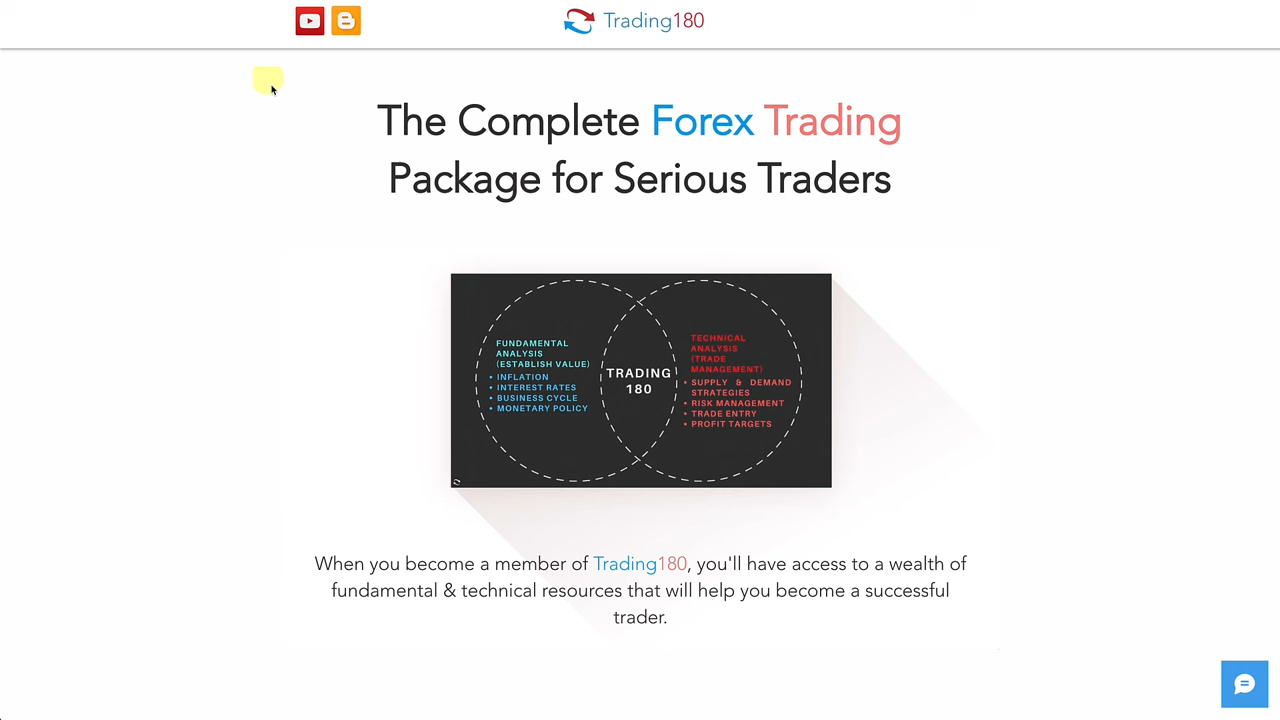 Trading180
The Complete Forex Trading
Package for Serious Traders
FUNDAMENTAL
ANALYSIS
(ESTABLISH VALUE)
• INFLATION
• INTEREST RATES
• BUSINESS CYCLE
• MONETARY POLICY
TRADING
180
TECHNICAL
ANALYSIS
(TRADE
MANAGEMENT)
• SUPPLY & DEMAND
STRATEGIES
• RISK MANAGEMENT
• TRADE ENTRY
• PROFIT TARGETS
When you become a member of Trading180, you'll have access to a wealth of
fundamental & technical resources that will help you become a successful
trader.